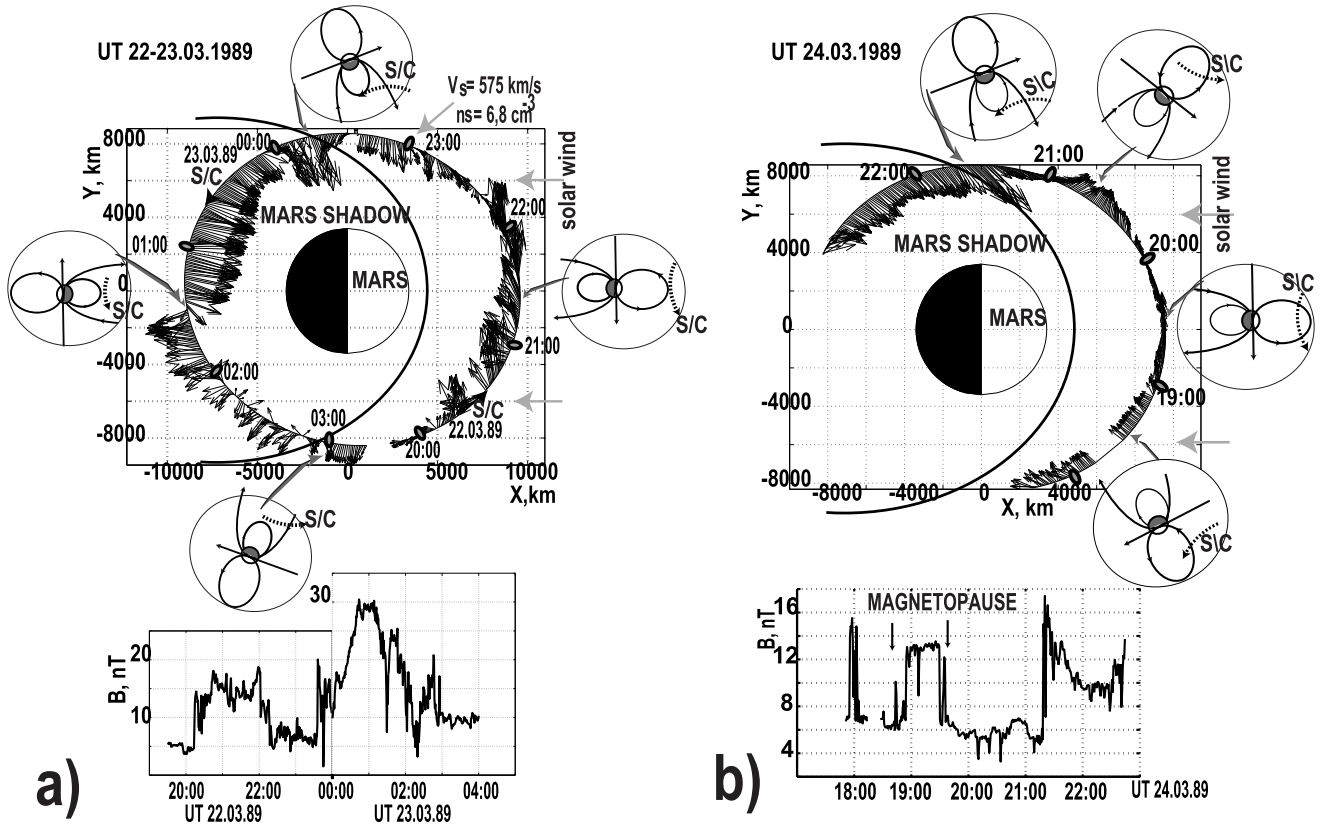 UT 22-23.03.1989
S/C
Vs= 575 km/s
ns= 6,8 cm-3
8000
00:00
23.03.89
S/C
23:00
solar wind
Y, km
4000
MARS SHADOW
22:00
01:00
0
MARS
S/C
S/C
21:00
-4000
02:00
S/C
22.03.89
03:00
20:00
-8000
-10000
-5000
0
5000
10000
X,km
S/C
30
20
10
B, nT
20:00
22:00
00:00
02:00
04:00
UT 22.03.89
UT 23.03.89
a)
UT 24.03.1989
S\C
S\C
8000
22:00
21:00
solar wind
Y, km
4000
MARS SHADOW
20:00
S\C
0
MARS
-4000
19:00
-8000
-8000
-4000
0
4000
X, km
S\C
16
MAGNETOPAUSE
B, nT
12
8
4
18:00
19:00
20:00
21:00
22:00
UT 24.03.89
b)